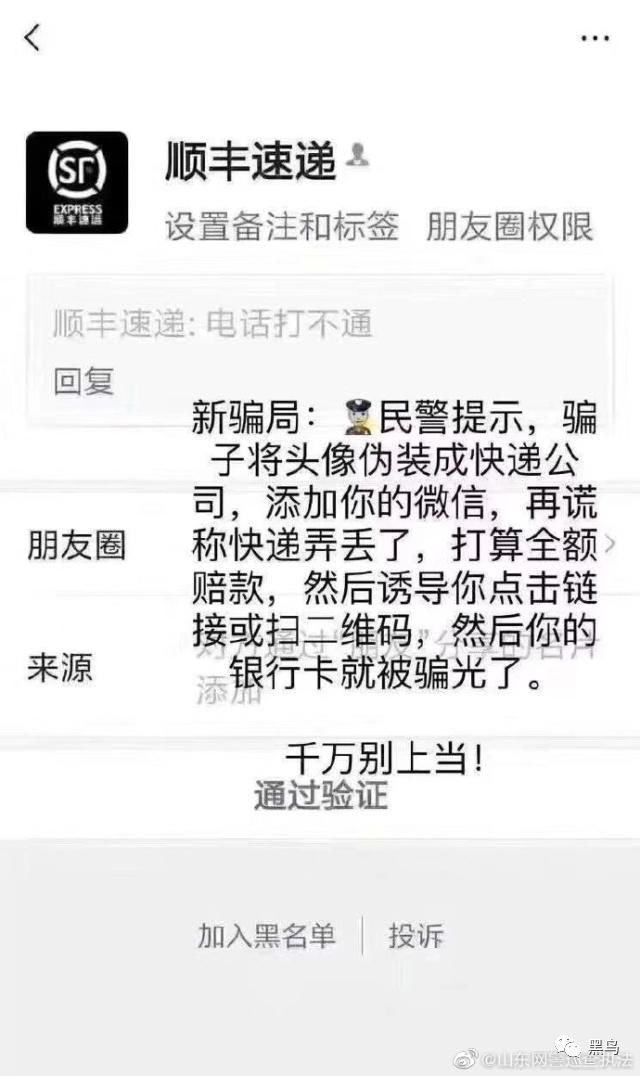 SF
EXPRESS
顺丰速运
顺丰速递
设置备注和标签 朋友圈权限
顺丰速递: 电话打不通
回复
新骗局：👮民警提示，骗
子将头像伪装成快递公
司，添加你的微信，再谎
称快递弄丢了，打算全额
赔款，然后诱导你点击链
接或扫二维码，然后你的
银行卡就被骗光了。
千万别上当！
朋友圈
来源
对方通过"朋友"分享的名片
添加
通过验证
加入黑名单
投诉
黑鸟
@山东网警巡查执法